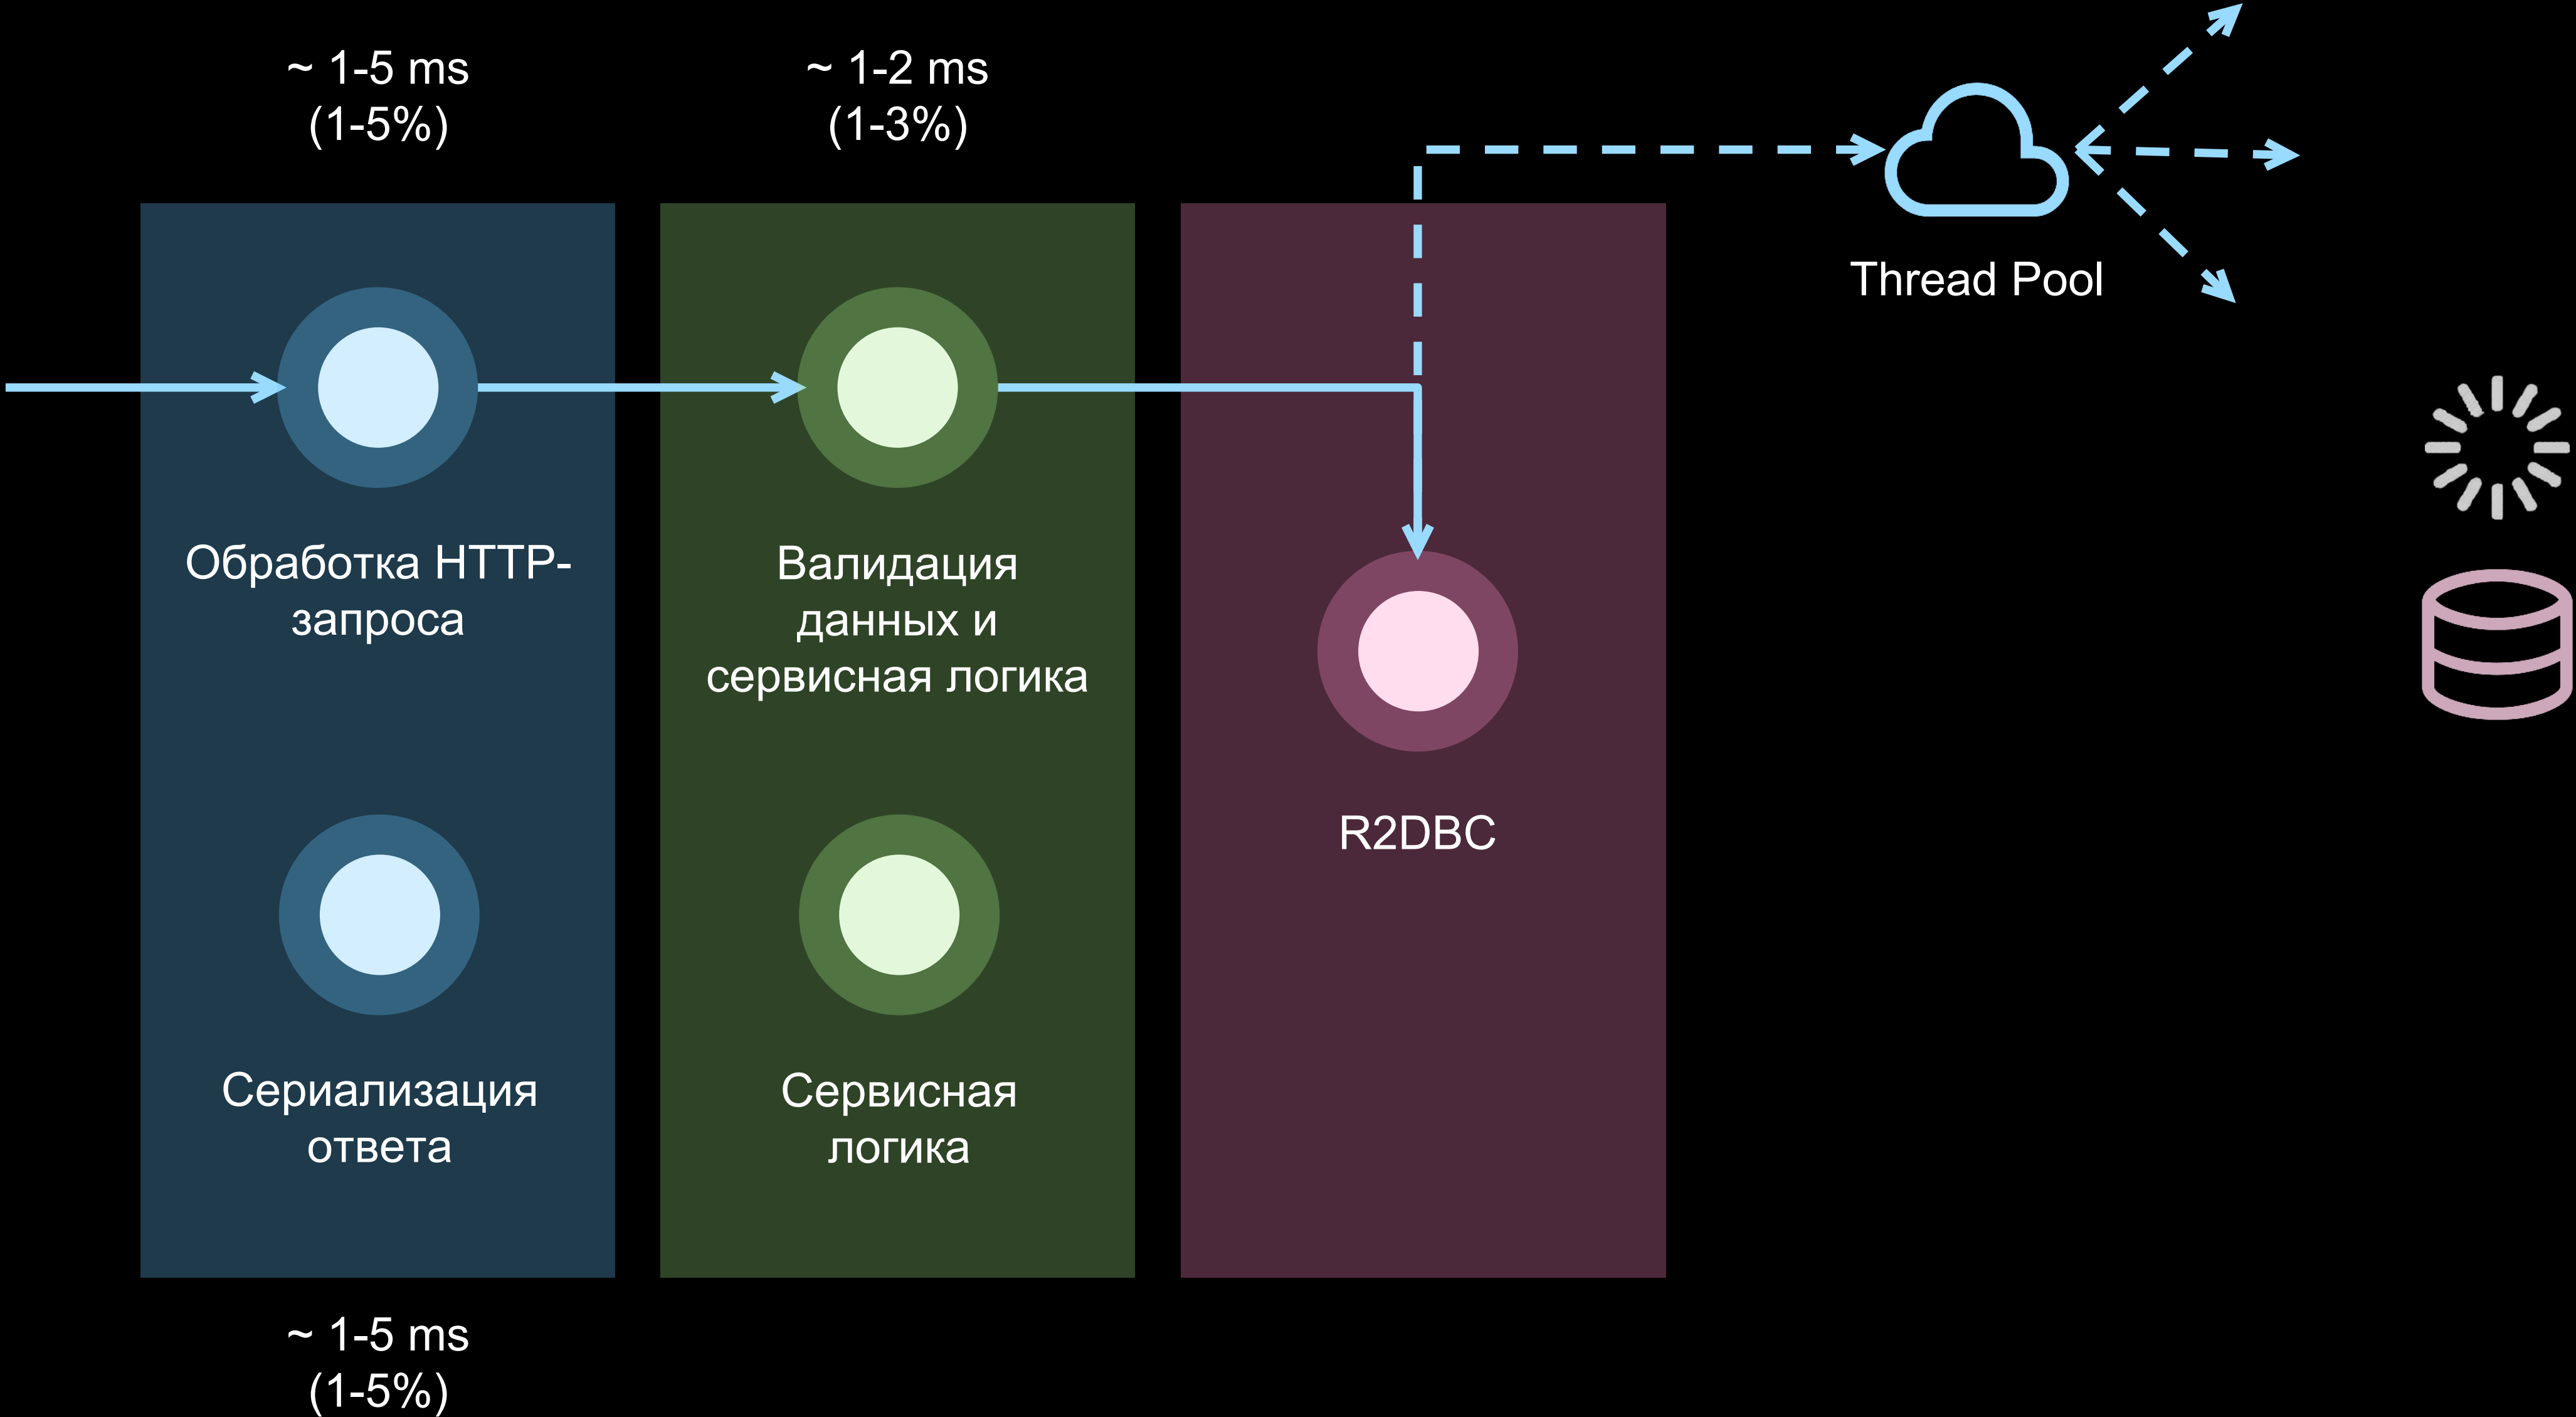 ~ 1-5 ms
(1-5%)
~ 1-2 ms
(1-3%)
Thread Pool
Обработка HTTP-
запроса
Валидация
данных и
сервисная логика
R2DBC
Сериализация
ответа
Сервисная
логика
~ 1-5 ms
(1-5%)